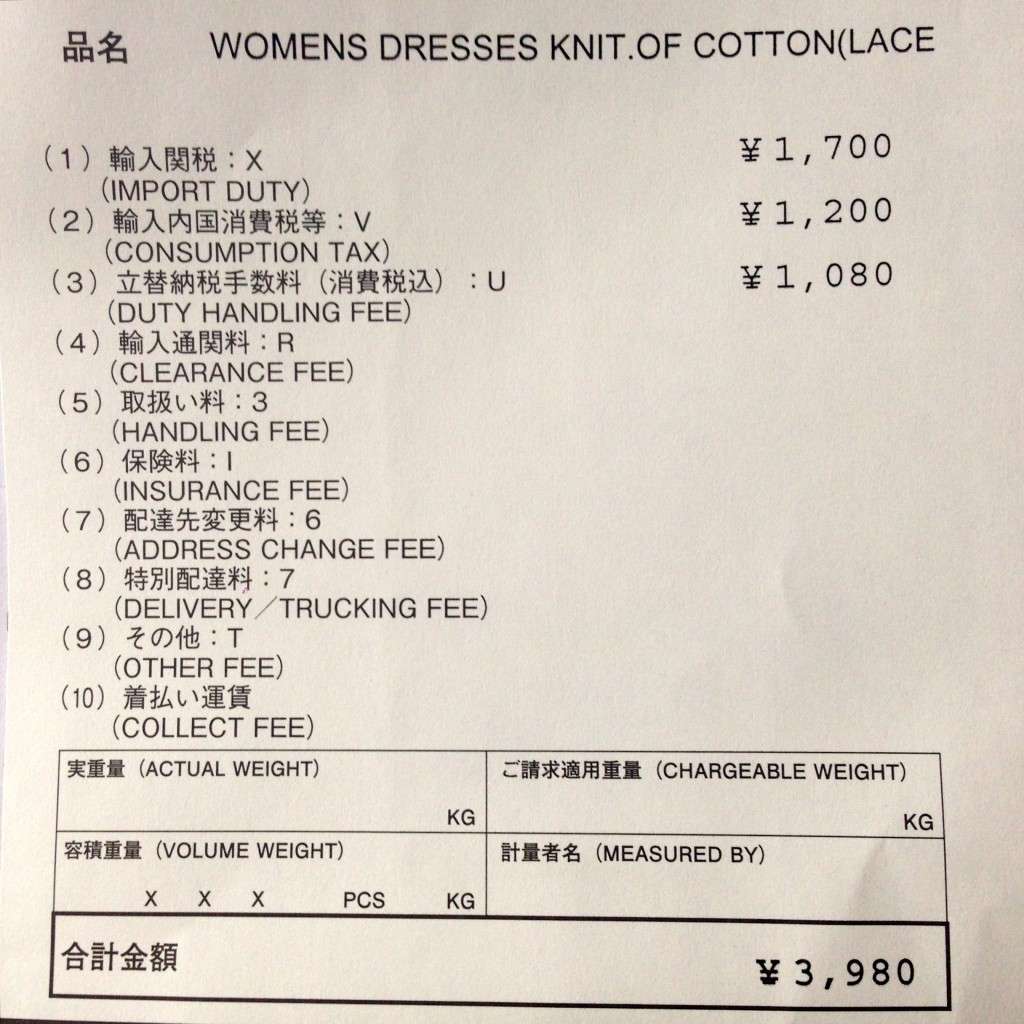 品名 WOMENS DRESSES KNIT.OF COTTON(LACE
(1) 輸入関税：X ¥1,700
(IMPORT DUTY)
(2) 輸入内国消費税等：V ¥1,200
(CONSUMPTION TAX)
(3) 立替納税手数料（消費税込）：U ¥1,080
(DUTY HANDLING FEE)
(4) 輸入通関料：R
(CLEARANCE FEE)
(5) 取扱い料：3
(HANDLING FEE)
(6) 保険料：I
(INSURANCE FEE)
(7) 配達先変更料：6
(ADDRESS CHANGE FEE)
(8) 特別配達料：7
(DELIVERY／TRUCKING FEE)
(9) その他：T
(OTHER FEE)
(10) 着払い運賃
(COLLECT FEE)
実重量 (ACTUAL WEIGHT) ご請求適用重量 (CHARGEABLE WEIGHT)
KG KG
容積重量 (VOLUME WEIGHT) 計量者名 (MEASURED BY)
X X X PCS KG
合計金額 ¥3,980